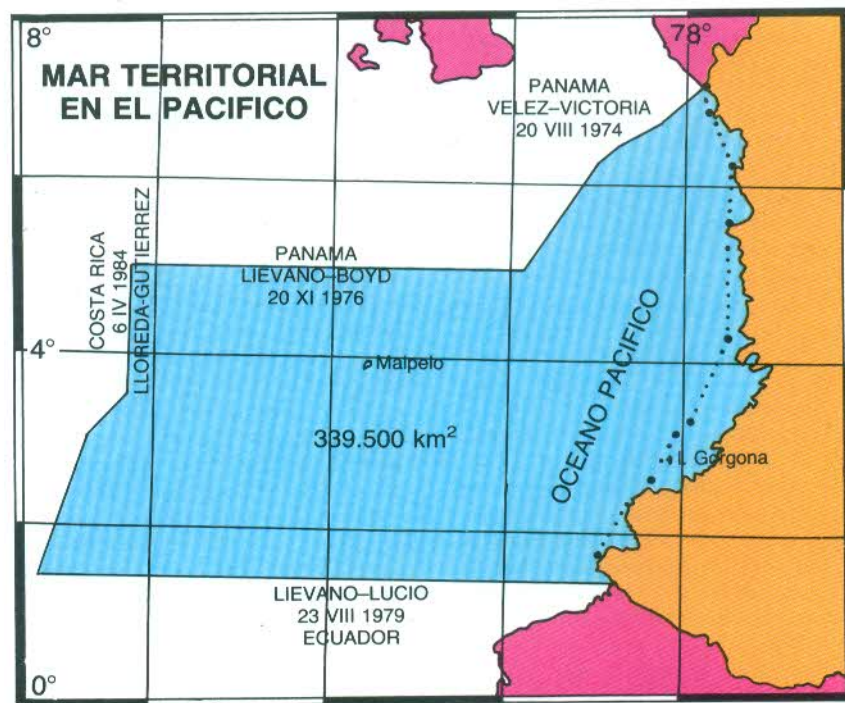 8°
78°
MAR TERRITORIAL
EN EL PACIFICO
PANAMA
VELEZ–VICTORIA
20 VIII 1974
COSTA RICA
6 IV 1984
LLOREDA-GUTIERREZ
PANAMA
LIEVANO–BOYD
20 XI 1976
4°
Malpelo
OCEANO PACIFICO
339.500 km²
I. Gorgona
LIEVANO–LUCIO
23 VIII 1979
ECUADOR
0°